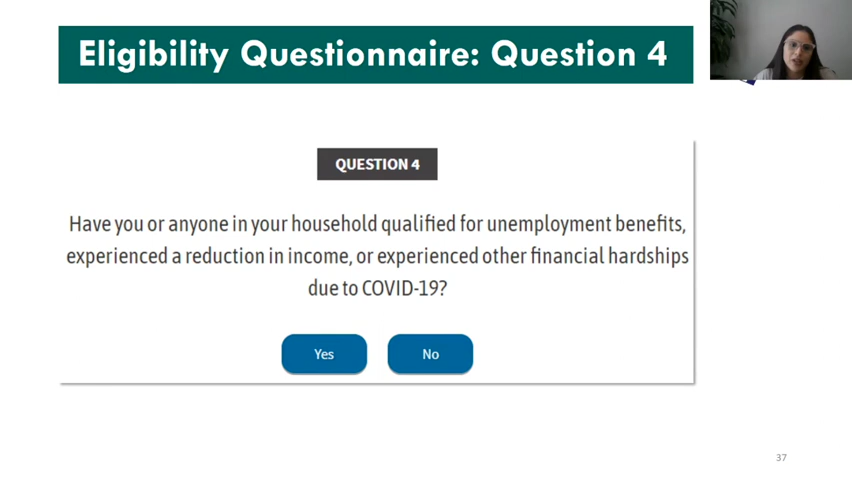 Eligibility Questionnaire: Question 4
QUESTION 4
Have you or anyone in your household qualified for unemployment benefits,
experienced a reduction in income, or experienced other financial hardships
due to COVID-19?
Yes No
37